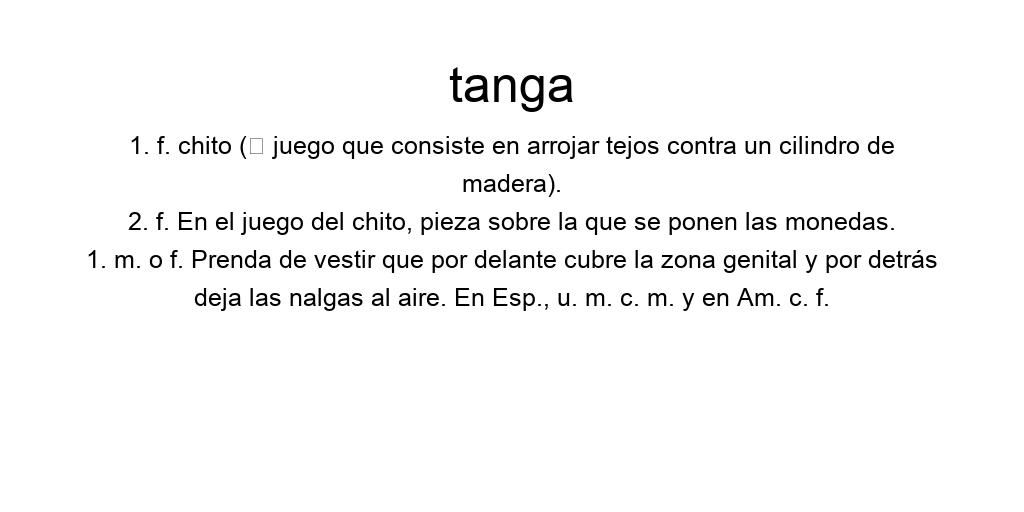 tanga
1. f. chito (▯ juego que consiste en arrojar tejos contra un cilindro de
madera).
2. f. En el juego del chito, pieza sobre la que se ponen las monedas.
1. m. o f. Prenda de vestir que por delante cubre la zona genital y por detrás
deja las nalgas al aire. En Esp., u. m. c. m. y en Am. c. f.